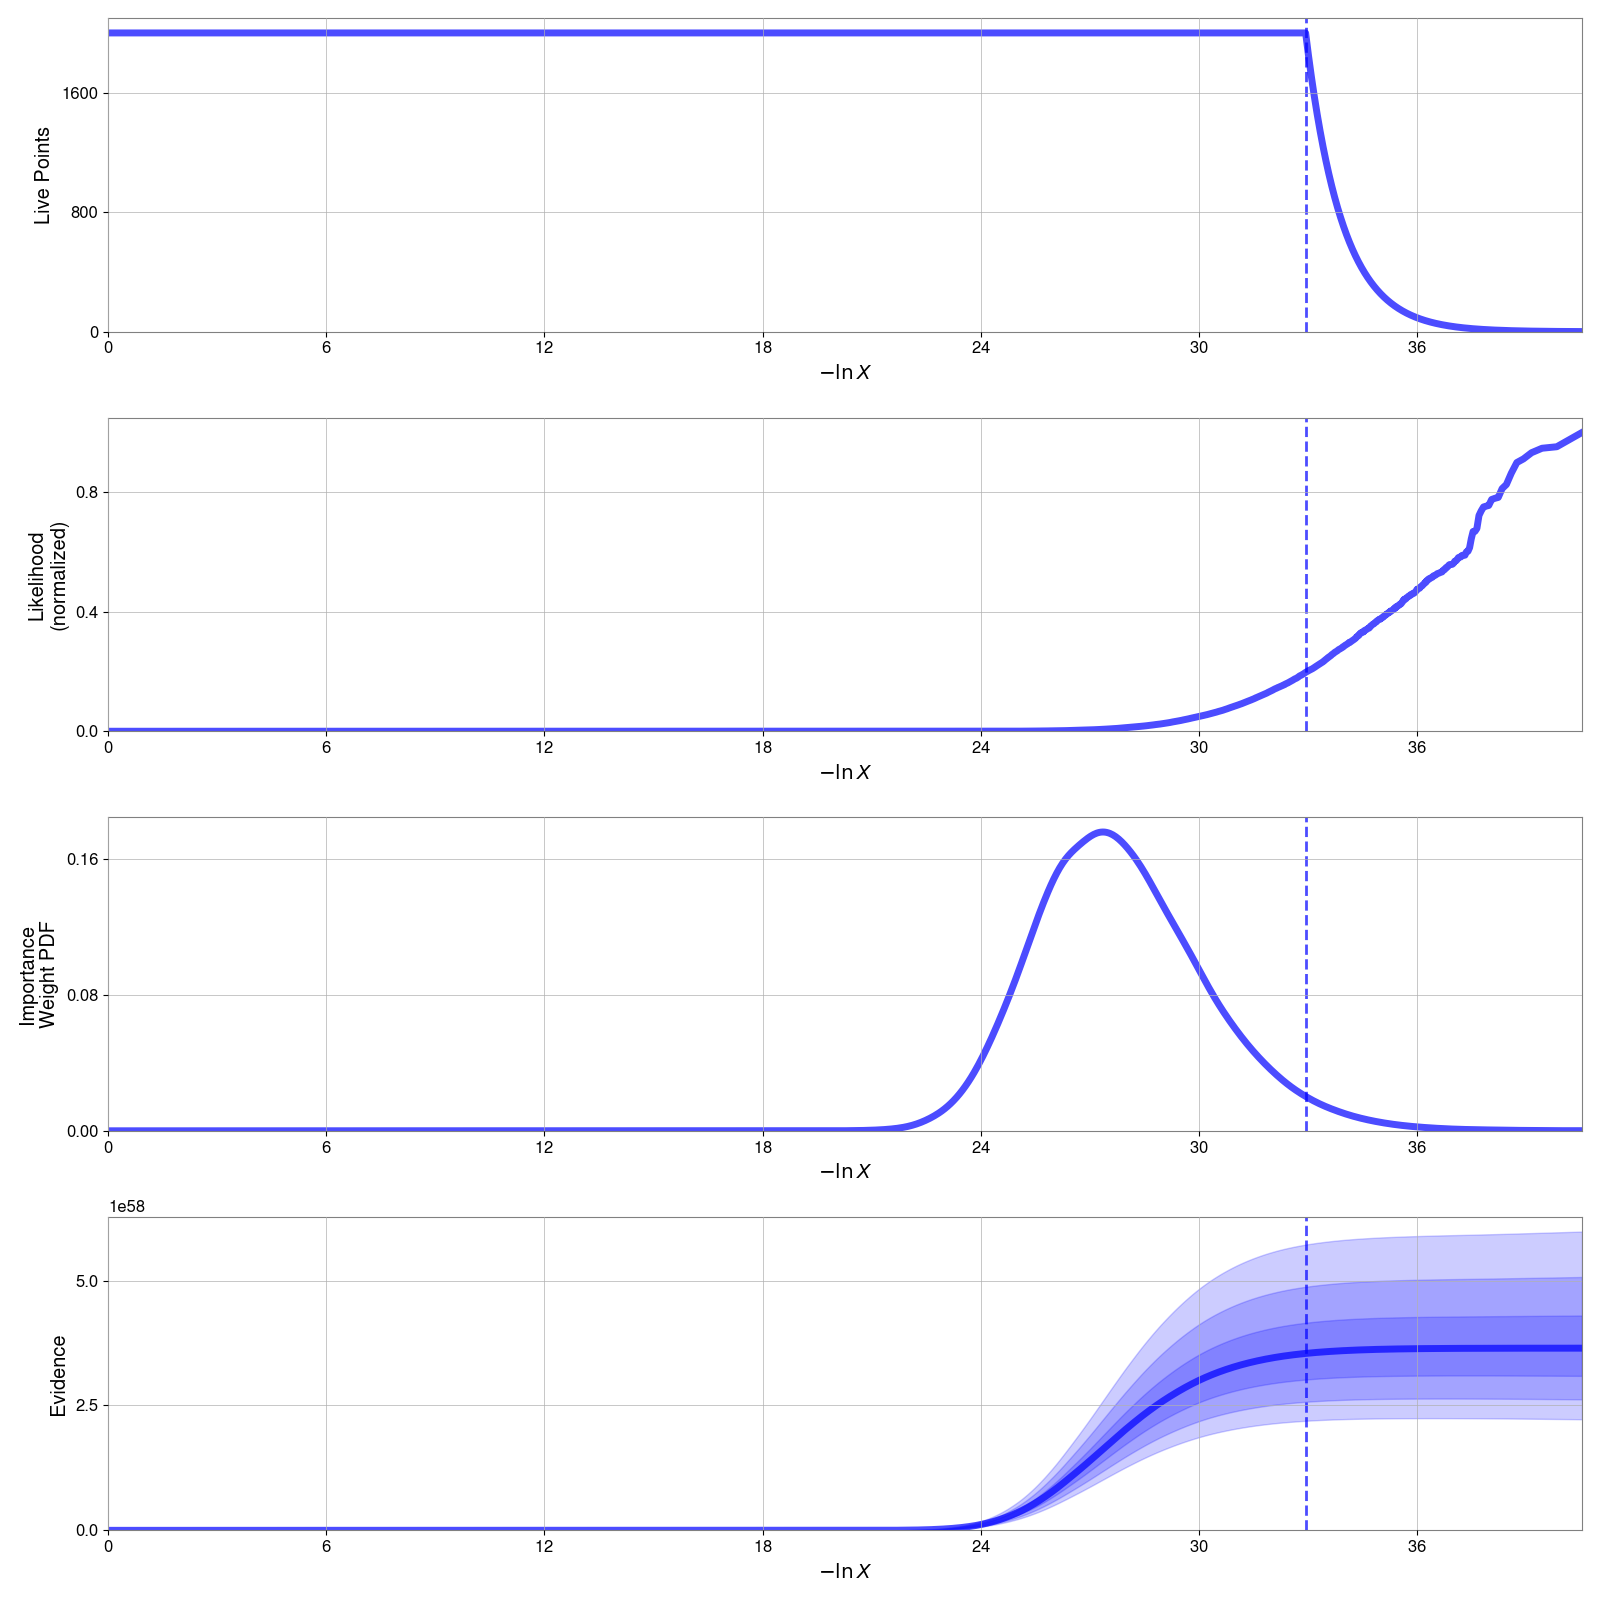 Live Points
1600
800
0
0 6 12 18 24 30 36
−ln X
Likelihood
(normalized)
0.8
0.4
0.0
0 6 12 18 24 30 36
−ln X
Importance
Weight PDF
0.16
0.08
0.00
0 6 12 18 24 30 36
−ln X
1e58
Evidence
5.0
2.5
0.0
0 6 12 18 24 30 36
−ln X